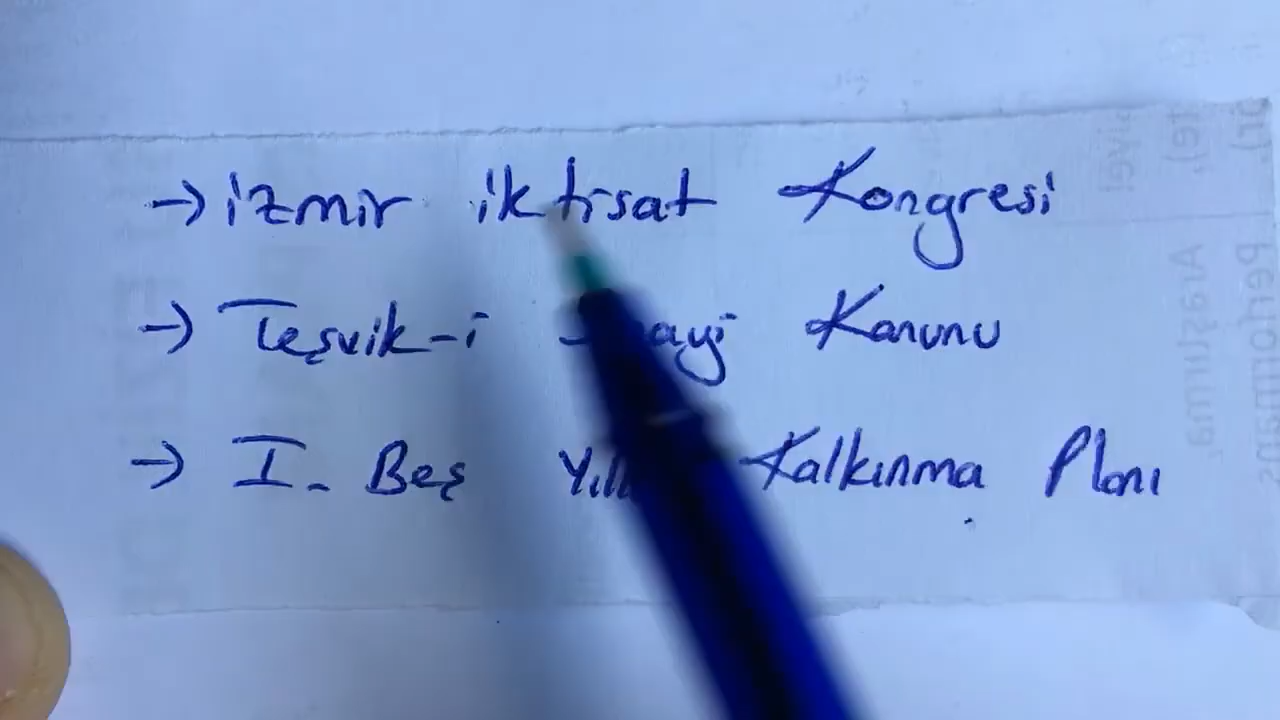 → izmir iktisat Kongresi
→ Teşvik-i Kanunu
→ I. Beş Kalkınma Planı